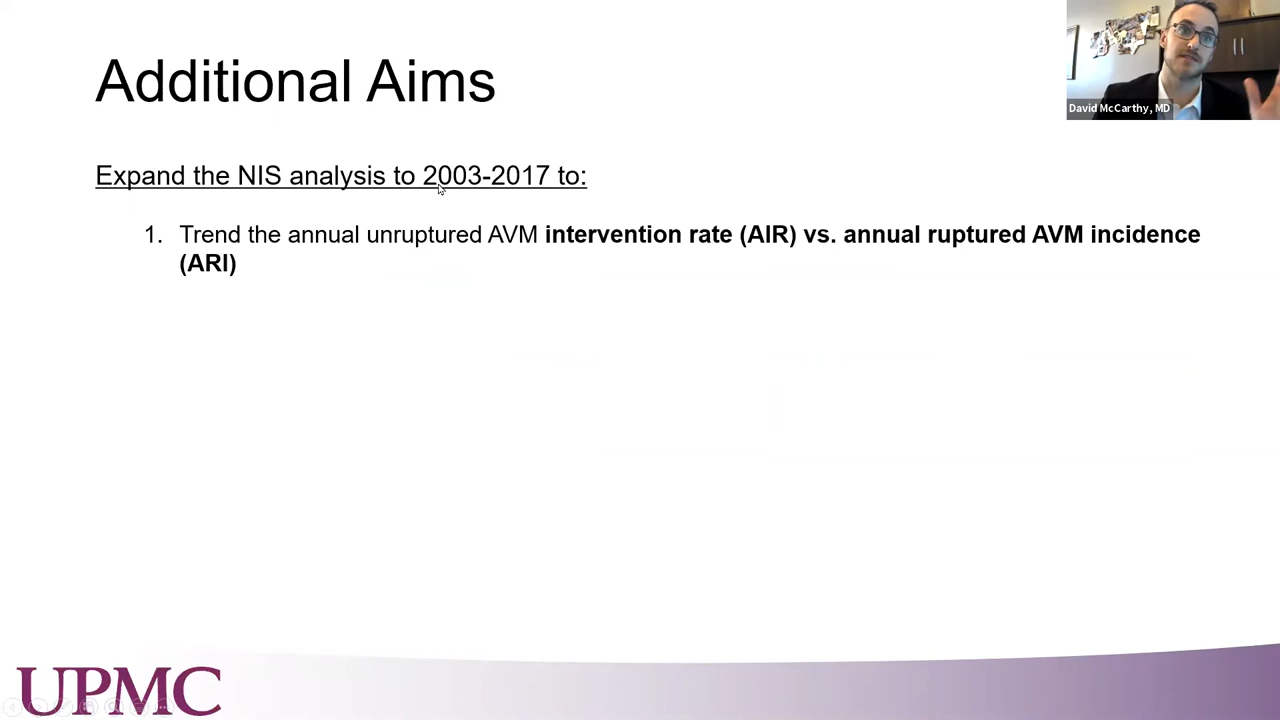 Additional Aims
David McCarthy, MD
Expand the NIS analysis to 2003-2017 to:
1. Trend the annual unruptured AVM intervention rate (AIR) vs. annual ruptured AVM incidence
(ARI)
UPMC